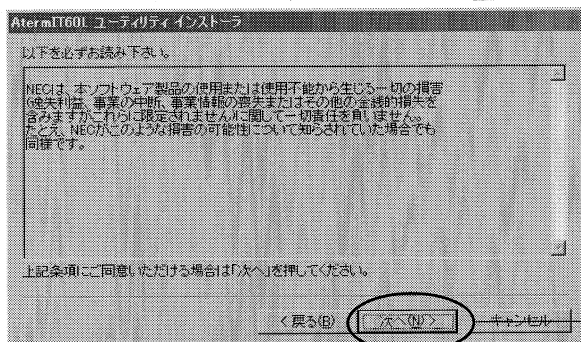 AtermIT60L ユーティリティ インストーラ
以下を必ずお読み下さい。
NECは、本ソフトウェア製品の使用または使用不能から生じる一切の損害
(逸失利益、事業の中断、事業情報の喪失またはその他の金銭的損失を
含みますがこれらに限定されません)に関して一切責任を負いません。
たとえ、NECがこのような損害の可能性について知らされていた場合でも
同様です。
上記条項にご同意いただける場合は「次へ」を押してください。
< 戻る(B)
次へ(N) >
キャンセル